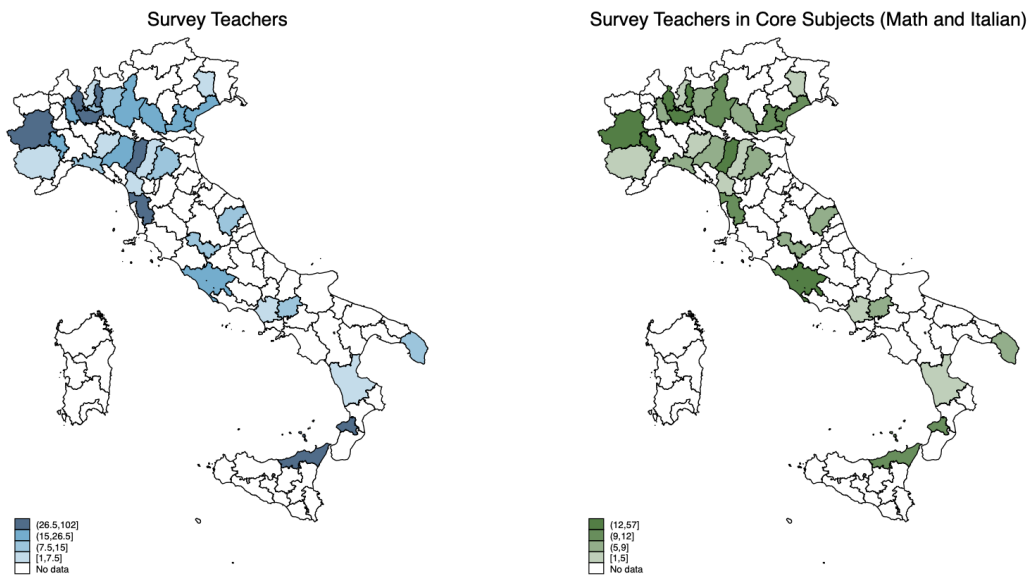 Survey Teachers
Survey Teachers in Core Subjects (Math and Italian)
(26.5,102]
(15,26.5]
(7.5,15]
[1,7.5]
No data
(12,57]
(9,12]
(5,9]
[1,5]
No data